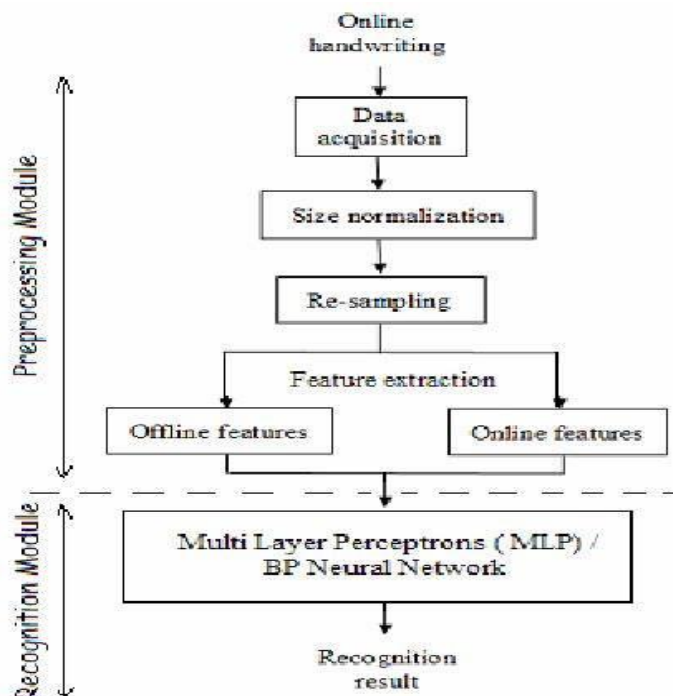 Online
handwriting
Data
acquisition
Size normalization
Re-sampling
Feature extraction
Offline features
Online features
Preprocessing Module
Multi Layer Perceptrons ( MLP) /
BP Neural Network
Recognition
result
Recognition Module